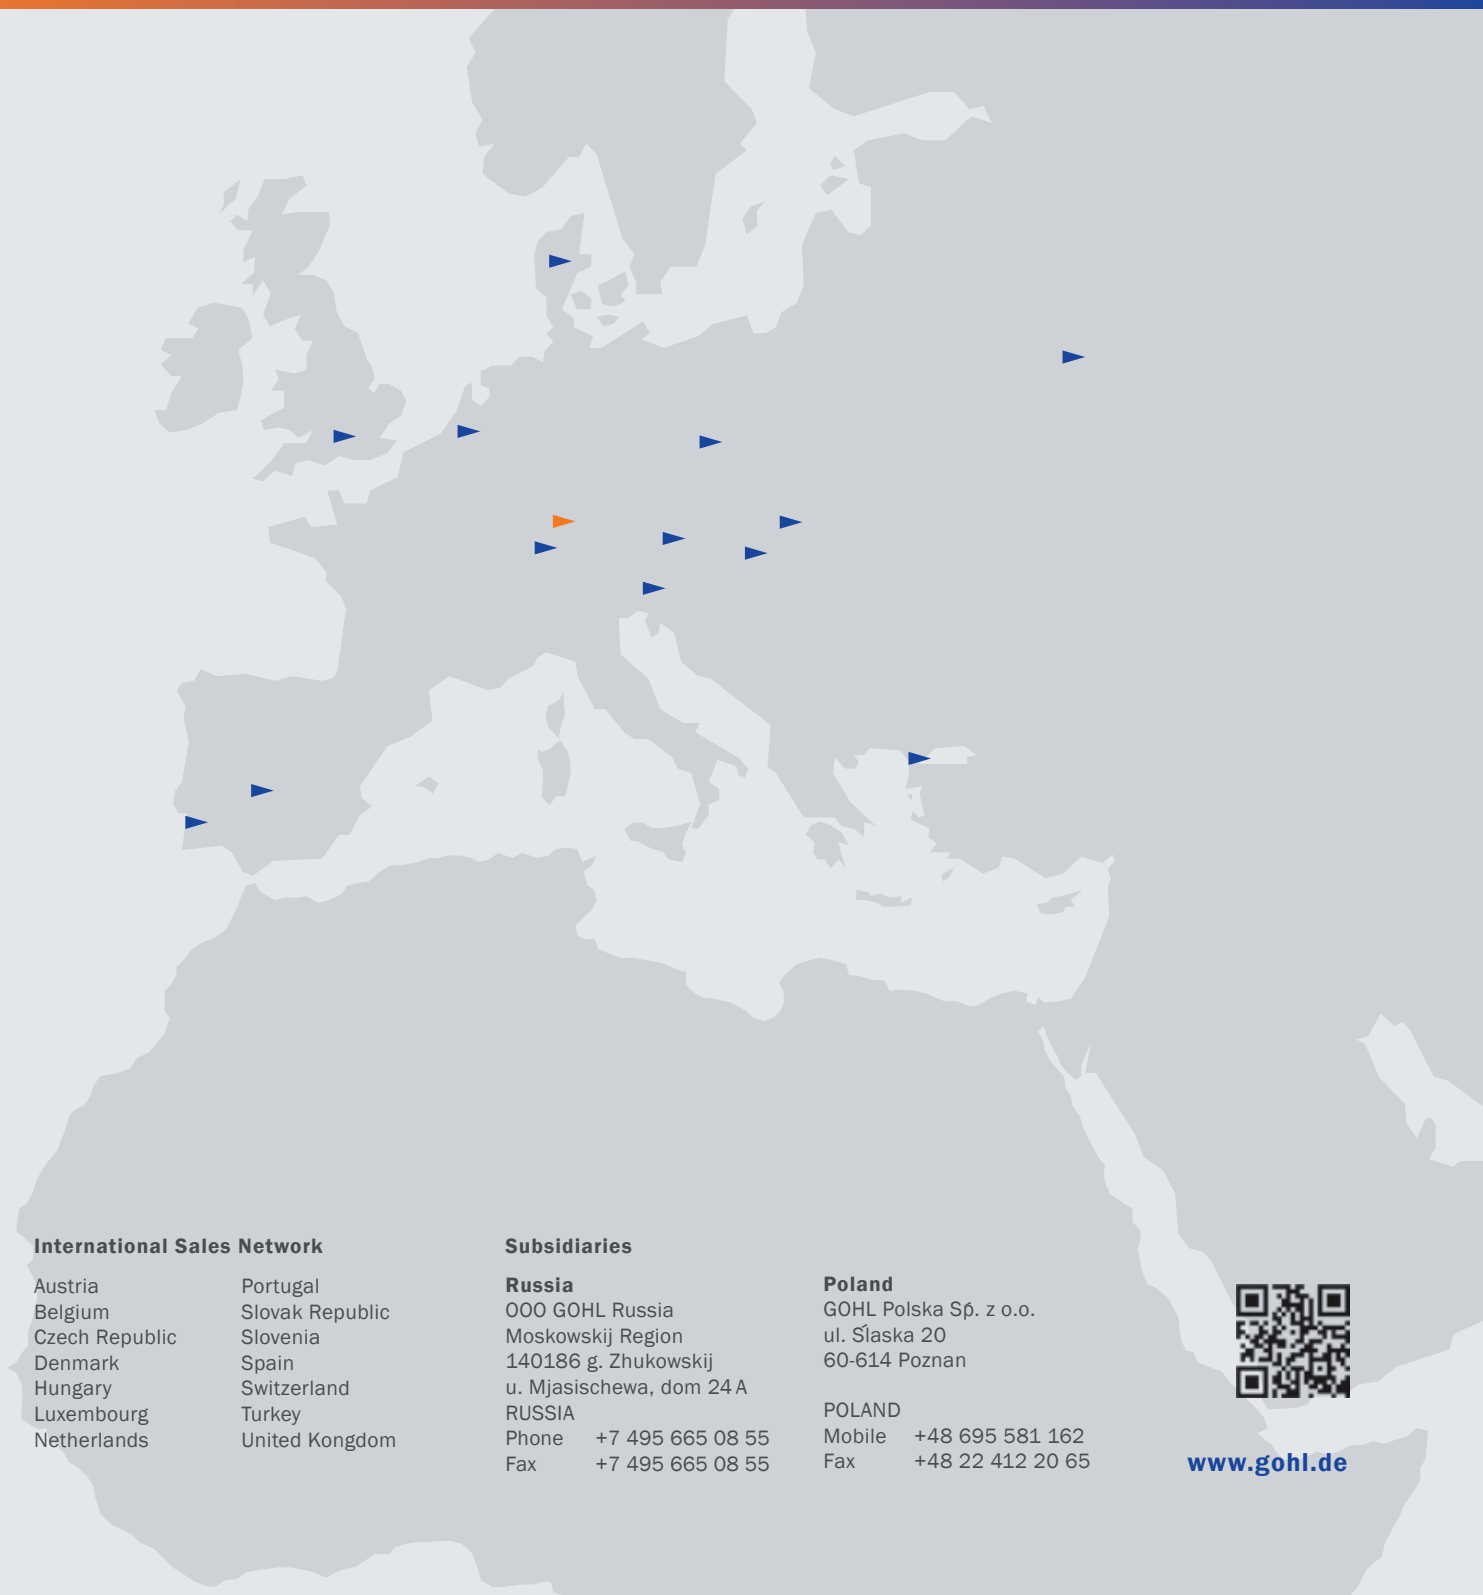 International Sales Network
Austria
Belgium
Czech Republic
Denmark
Hungary
Luxembourg
Netherlands
Portugal
Slovak Republic
Slovenia
Spain
Switzerland
Turkey
United Kongdom
Subsidiaries
Russia
OOO GOHL Russia
Moskowskij Region
140186 g. Zhukowskij
u. Mjasischewa, dom 24 A
RUSSIA
Phone +7 495 665 08 55
Fax +7 495 665 08 55
Poland
GOHL Polska Sṕ. z o.o.
ul. Ślaska 20
60-614 Poznan
POLAND
Mobile +48 695 581 162
Fax +48 22 412 20 65
www.gohl.de